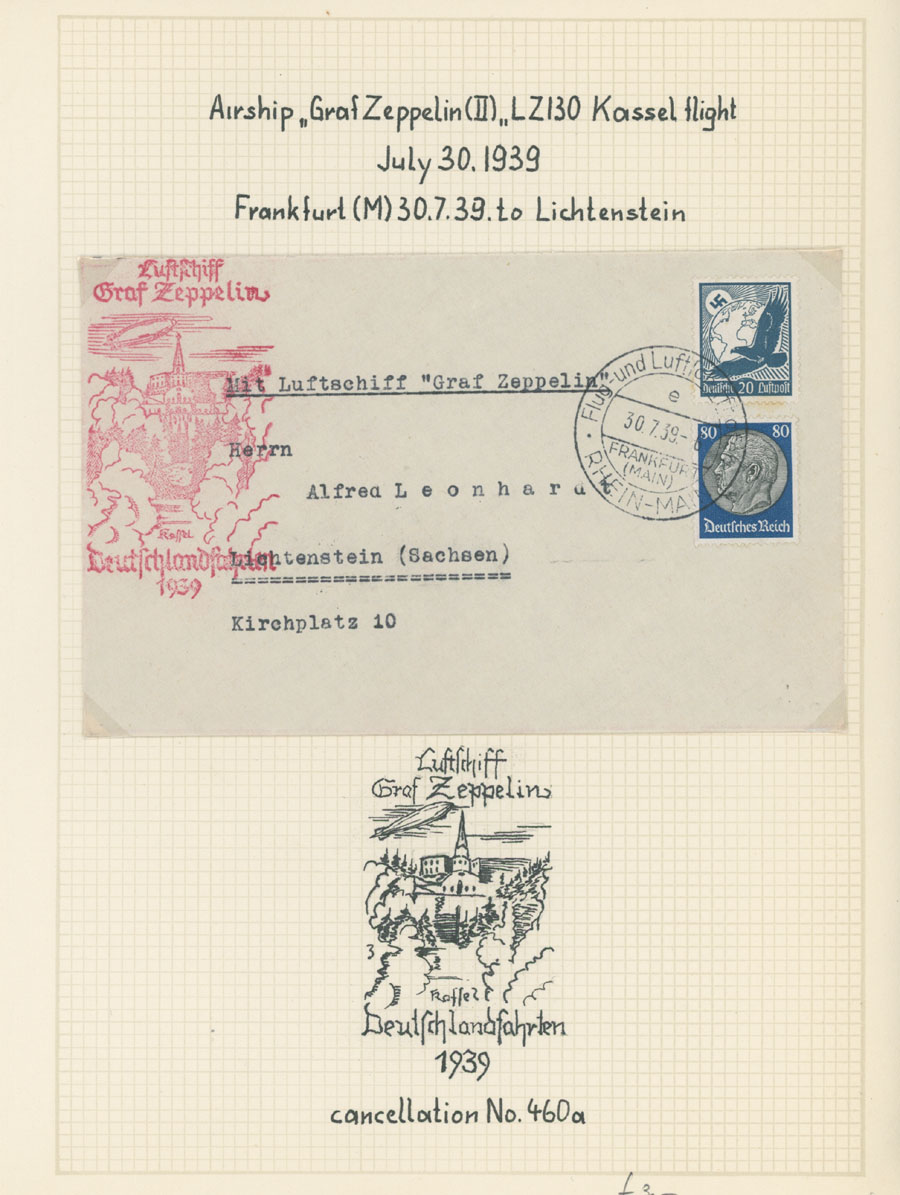 Airship „Graf Zeppelin (II)„ LZ130 Kassel flight
July 30. 1939
Frankfurt (M) 30.7.39. to Lichtenstein
Luftschiff
Graf Zeppelin
Mit Luftschiff "Graf Zeppelin"
Herrn
Alfred Leonhardt
Lichtenstein (Sachsen)
Kirchplatz 10
Kassel
Deutschlandfahrten
1939
Flug- und Luftschiff
e
30.7.39-
FRANKFURT
(MAIN)
RHEIN-MAIN
Deutsche 20 Luftpost
80 80
Deutsches Reich
Luftschiff
Graf Zeppelin
3
Kassel
Deutschlandfahrten
1939
cancellation No. 460a